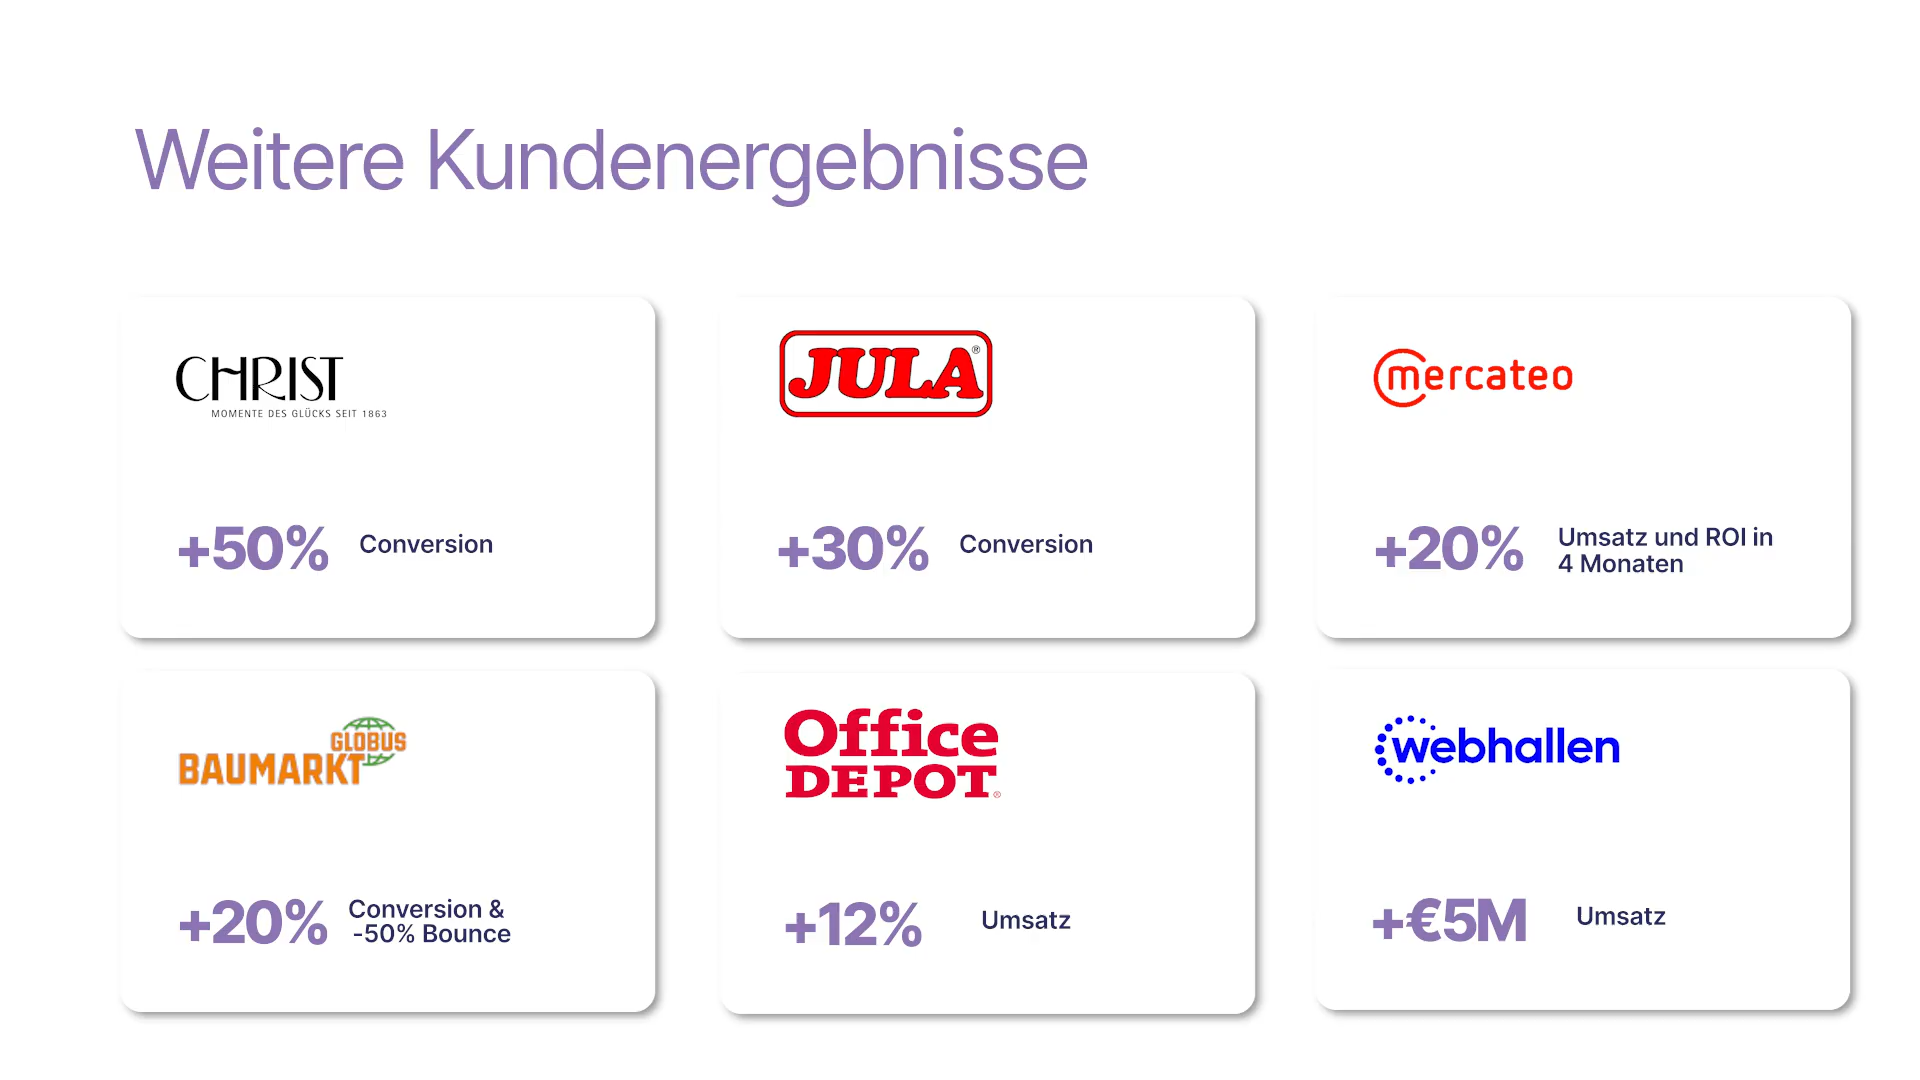 Weitere Kundenergebnisse
CHRIST
MOMENTE DES GLÜCKS SEIT 1863
+50% Conversion
JULA®
+30% Conversion
mercateo
+20% Umsatz und ROI in
4 Monaten
GLOBUS
BAUMARKT
+20% Conversion &
-50% Bounce
Office
DEPOT®
+12% Umsatz
webhallen
+€5M Umsatz